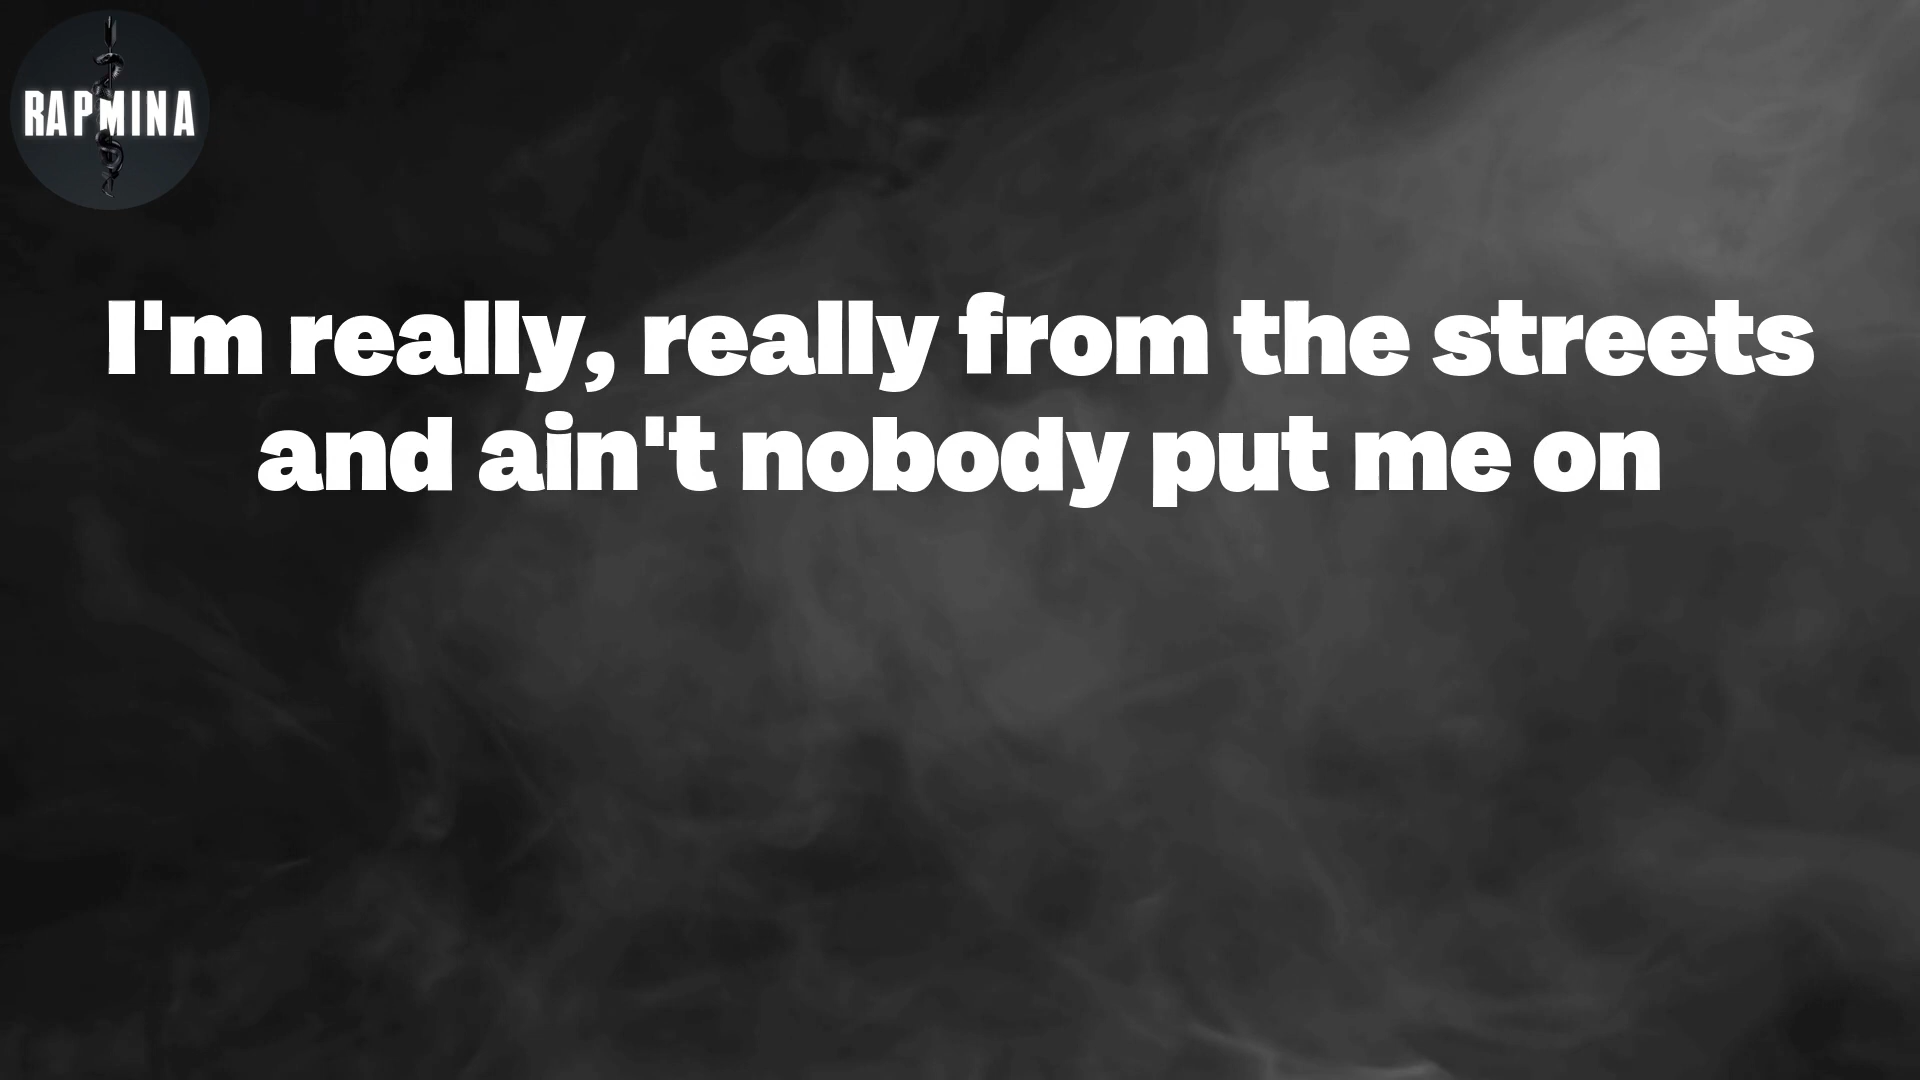 RAPMINA
I'm really, really from the streets
and ain't nobody put me on